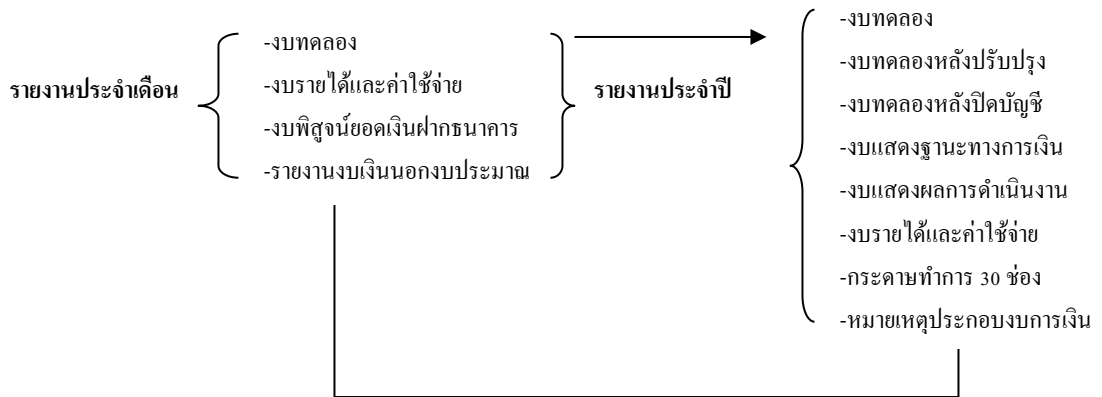 รายงานประจำเดือน
-งบทดลอง
-งบรายได้และค่าใช้จ่าย
-งบพิสูจน์ยอดเงินฝากธนาคาร
-รายงานงบเงินนอกงบประมาณ
รายงานประจำปี
-งบทดลอง
-งบทดลองหลังปรับปรุง
-งบทดลองหลังปิดบัญชี
-งบแสดงฐานะทางการเงิน
-งบแสดงผลการดำเนินงาน
-งบรายได้และค่าใช้จ่าย
-กระดาษทำการ 30 ช่อง
-หมายเหตุประกอบงบการเงิน